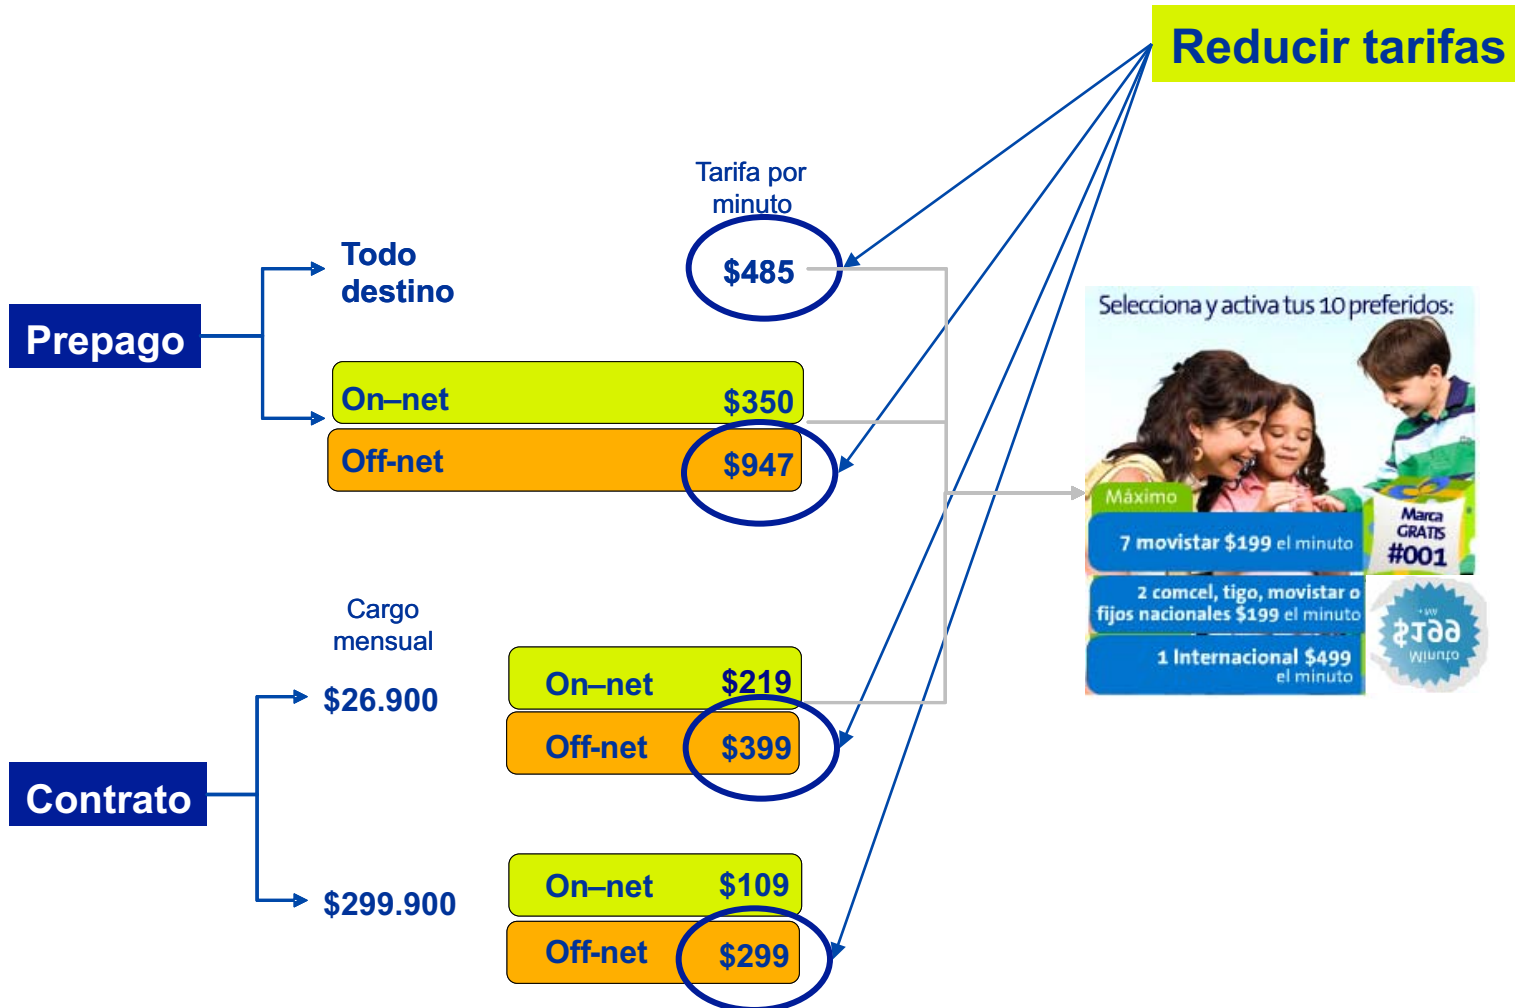 Reducir tarifas
Tarifa por
minuto
Todo
destino
$485
Prepago
On–net $350
Off-net $947
Selecciona y activa tus 10 preferidos:
Máximo
7 movistar $199 el minuto
Marca
GRATIS
#001
2 comcel, tigo, movistar o
fijos nacionales $199 el minuto
1 Internacional $499
el minuto
Minuto
$199
Cargo
mensual
$26.900
On–net $219
Off-net $399
Contrato
$299.900
On–net $109
Off-net $299